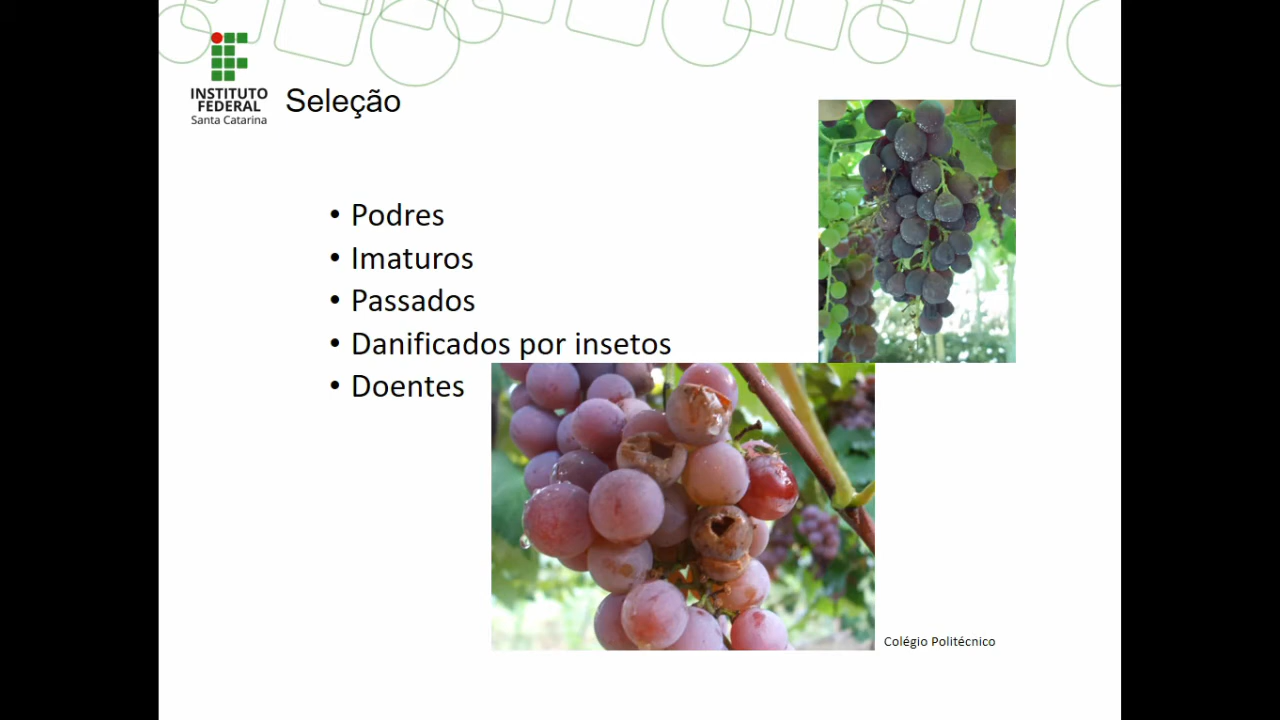 INSTITUTO
FEDERAL
Santa Catarina
Seleção
• Podres
• Imaturos
• Passados
• Danificados por insetos
• Doentes
Colégio Politécnico